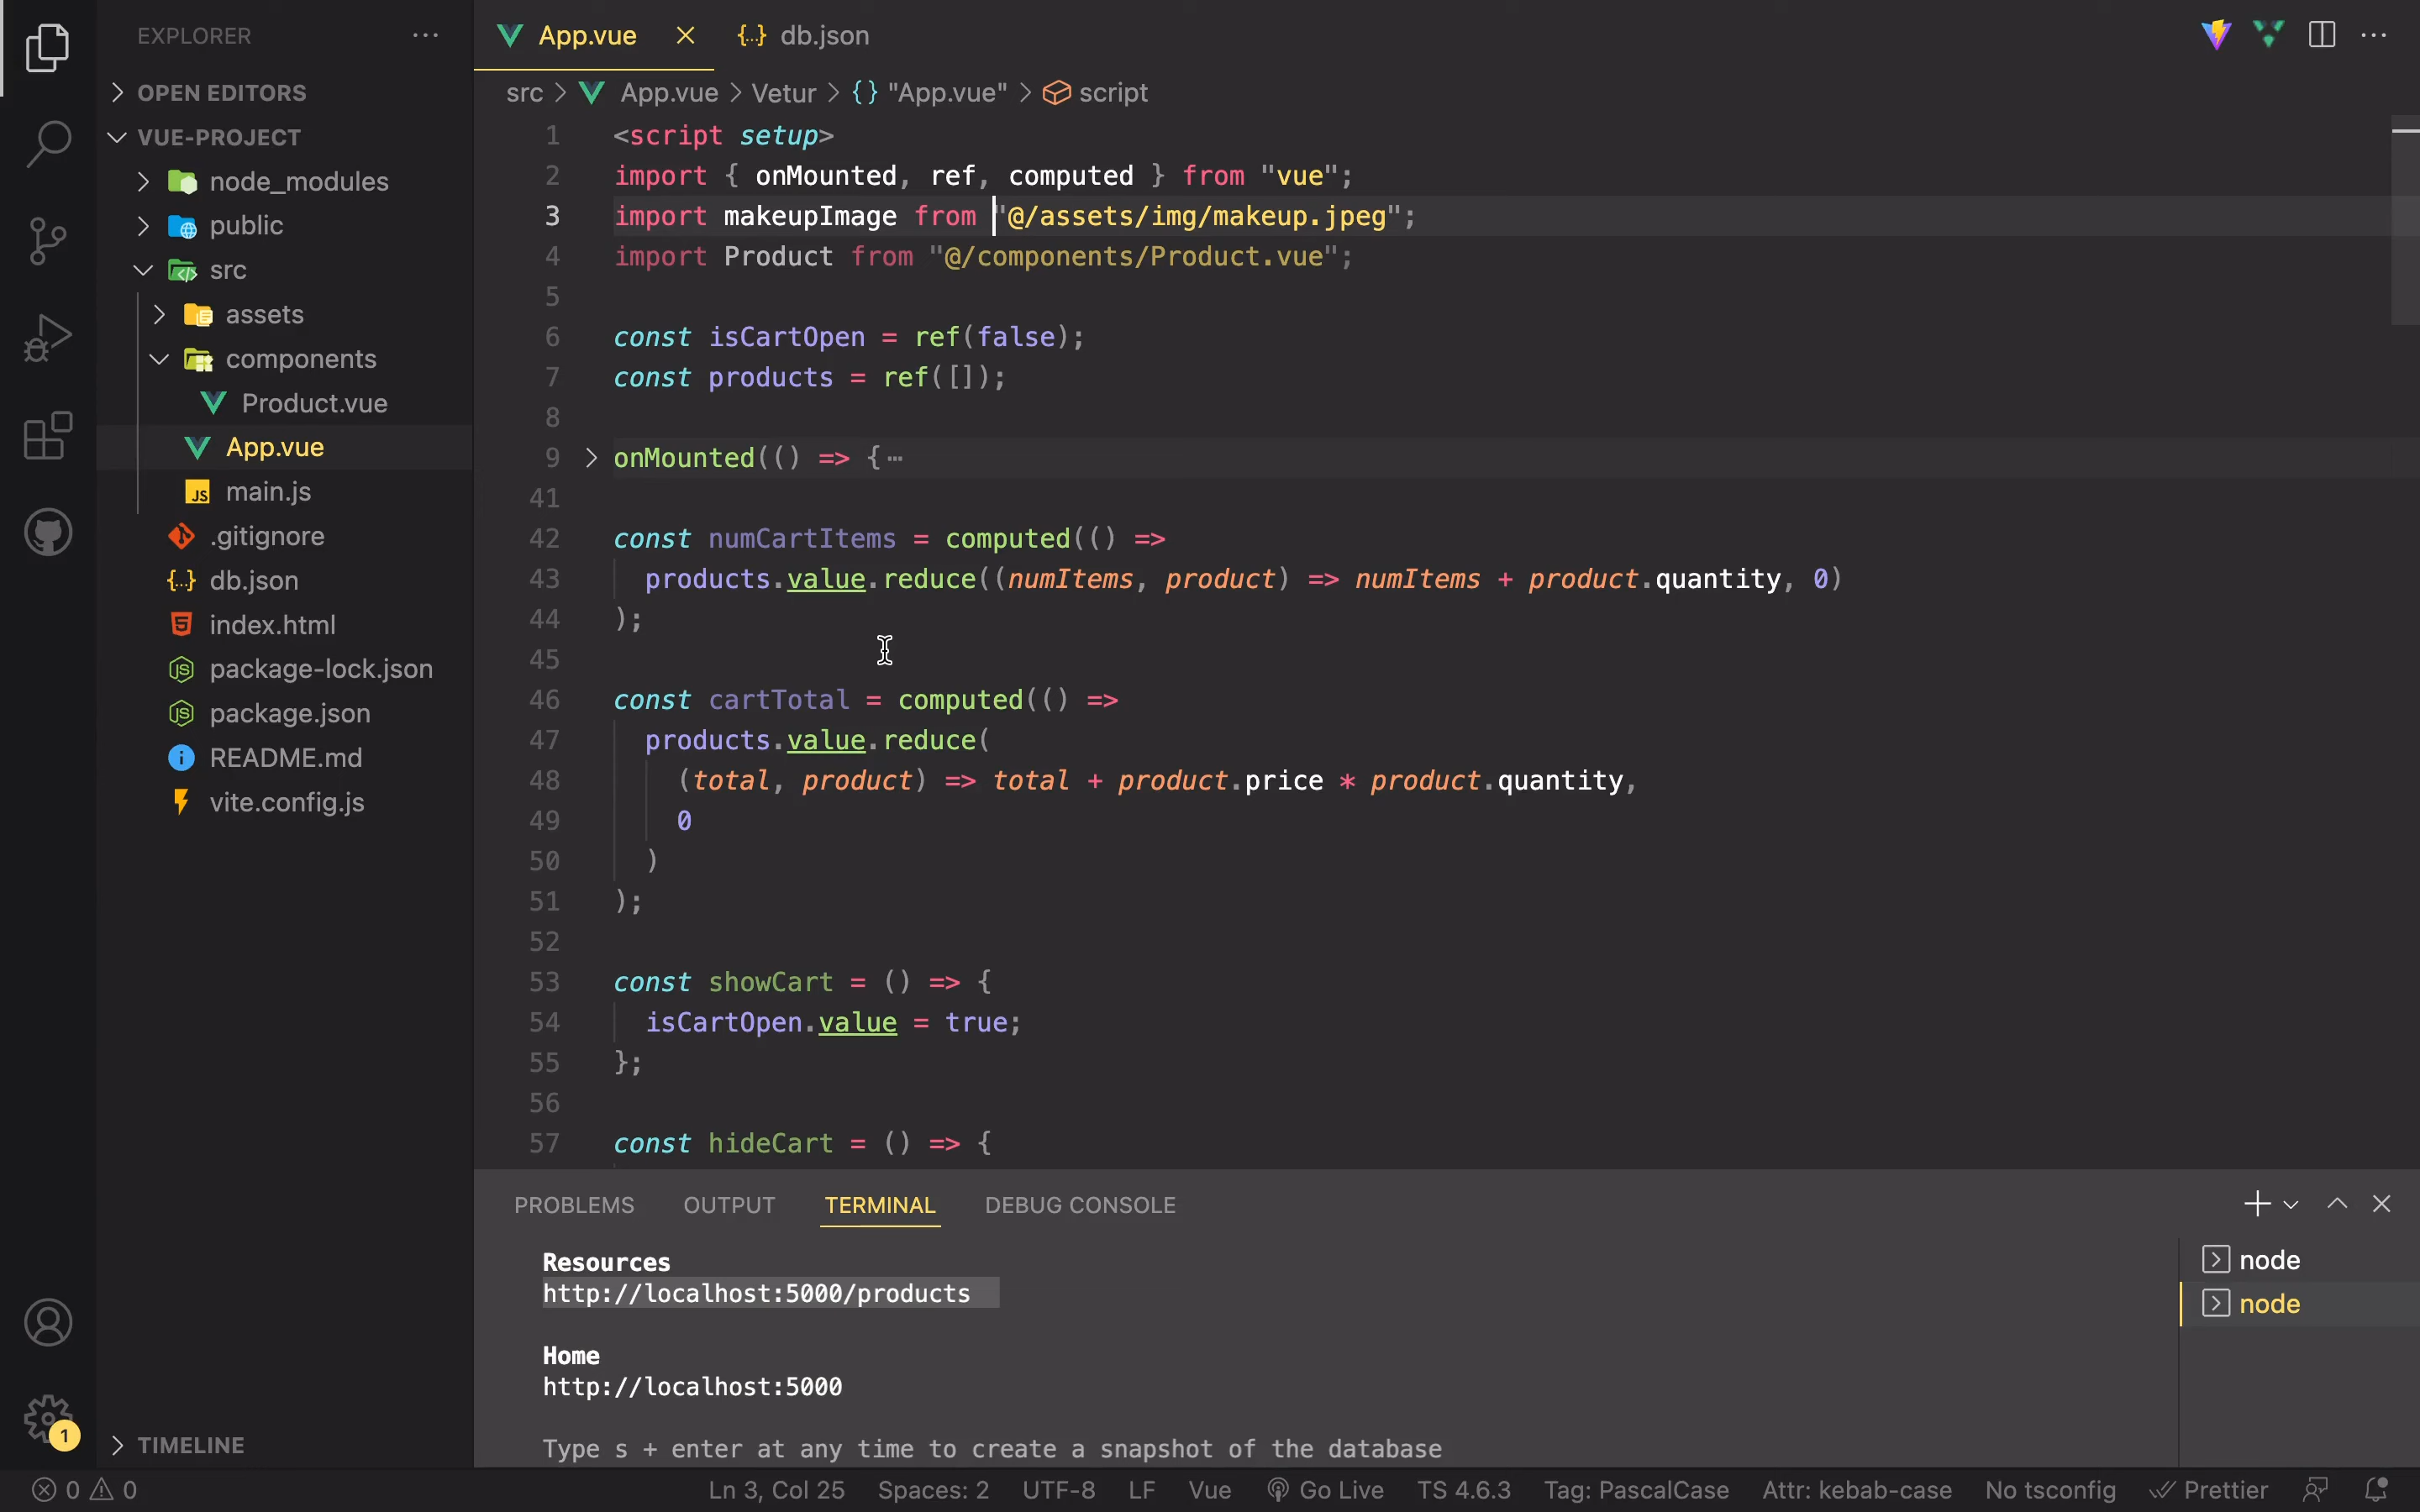 EXPLORER
OPEN EDITORS
VUE-PROJECT
node_modules
public
src
assets
components
Product.vue
App.vue
JS main.js
.gitignore
{..} db.json
5 index.html
JS package-lock.json
JS package.json
i README.md
vite.config.js
TIMELINE
1
App.vue
{..} db.json
src > App.vue > Vetur > {} "App.vue" > script
1 <script setup>
2 import { onMounted, ref, computed } from "vue";
3 import makeupImage from "@/assets/img/makeup.jpeg";
4 import Product from "@/components/Product.vue";
5
6 const isCartOpen = ref(false);
7 const products = ref([]);
8
9 > onMounted(() => {…
41
42 const numCartItems = computed(() =>
43 products.value.reduce((numItems, product) => numItems + product.quantity, 0)
44 );
45
46 const cartTotal = computed(() =>
47 products.value.reduce(
48 (total, product) => total + product.price * product.quantity,
49 0
50 )
51 );
52
53 const showCart = () => {
54 isCartOpen.value = true;
55 };
56
57 const hideCart = () => {
PROBLEMS OUTPUT TERMINAL DEBUG CONSOLE
Resources
http://localhost:5000/products
Home
http://localhost:5000
Type s + enter at any time to create a snapshot of the database
node
node
0 0 Ln 3, Col 25 Spaces: 2 UTF-8 LF Vue Go Live TS 4.6.3 Tag: PascalCase Attr: kebab-case No tsconfig Prettier